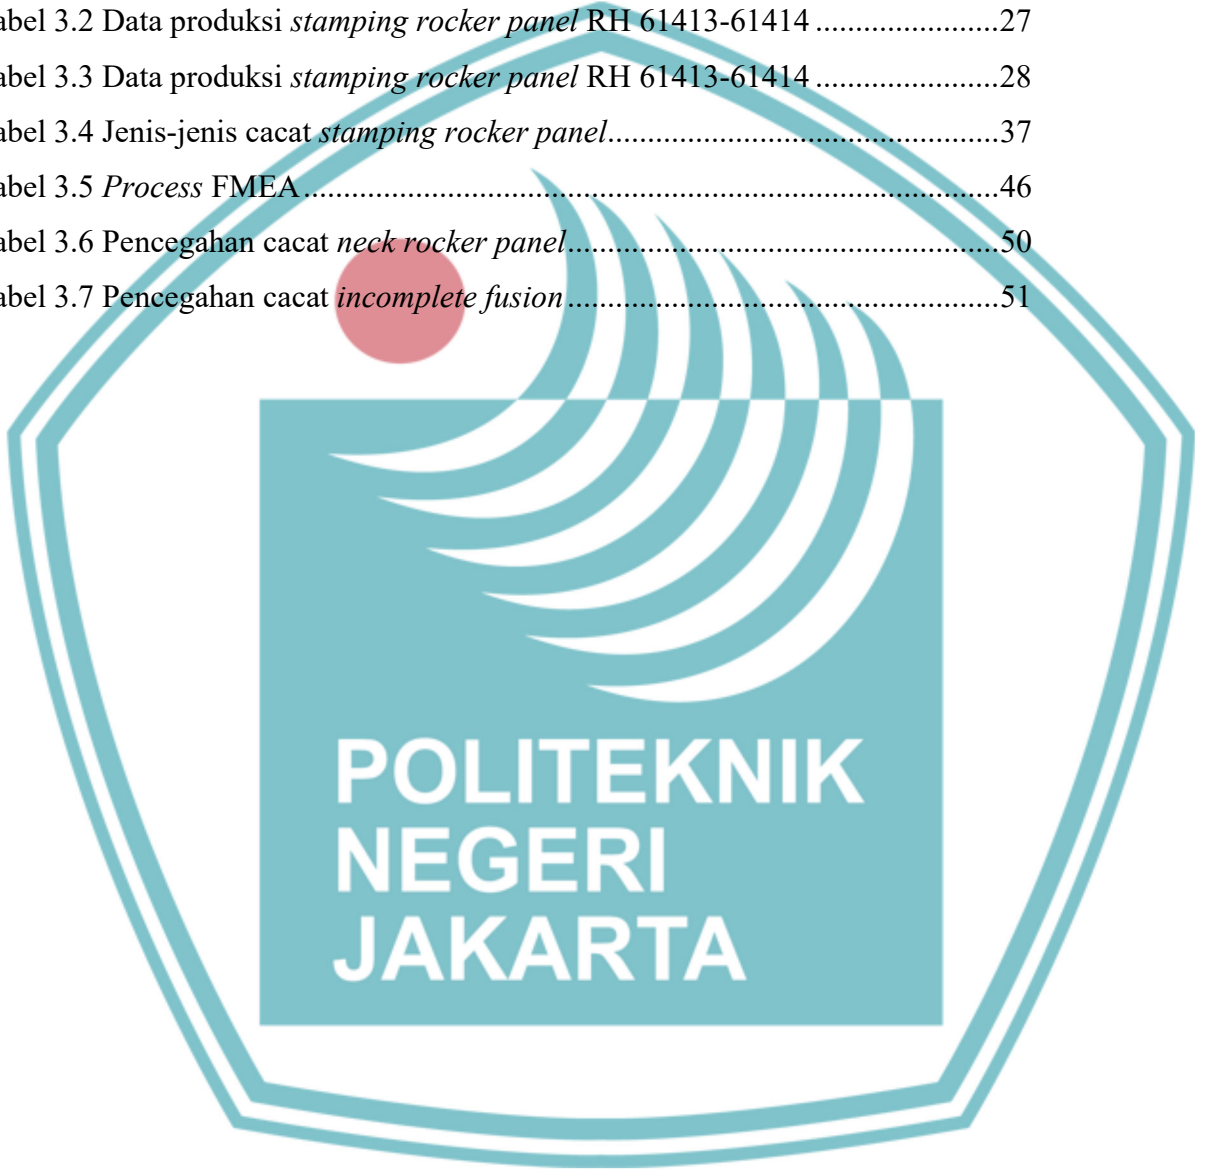 abel 3.2 Data produksi stamping rocker panel RH 61413-61414 .......................27
abel 3.3 Data produksi stamping rocker panel RH 61413-61414 .......................28
abel 3.4 Jenis-jenis cacat stamping rocker panel.................................................37
abel 3.5 Process FMEA.......................................................................................46
abel 3.6 Pencegahan cacat neck rocker panel......................................................50
abel 3.7 Pencegahan cacat incomplete fusion......................................................51
POLITEKNIK
NEGERI
JAKARTA